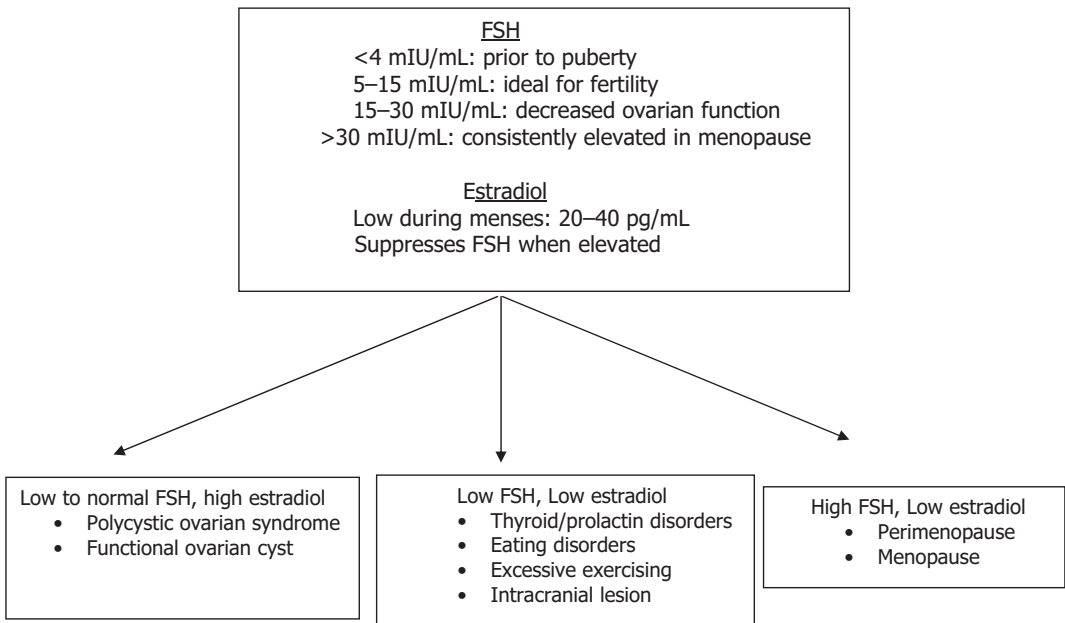 FSH
<4 mIU/mL: prior to puberty
5–15 mIU/mL: ideal for fertility
15–30 mIU/mL: decreased ovarian function
>30 mIU/mL: consistently elevated in menopause
Estradiol
Low during menses: 20–40 pg/mL
Suppresses FSH when elevated
Low to normal FSH, high estradiol
• Polycystic ovarian syndrome
• Functional ovarian cyst
Low FSH, Low estradiol
• Thyroid/prolactin disorders
• Eating disorders
• Excessive exercising
• Intracranial lesion
High FSH, Low estradiol
• Perimenopause
• Menopause